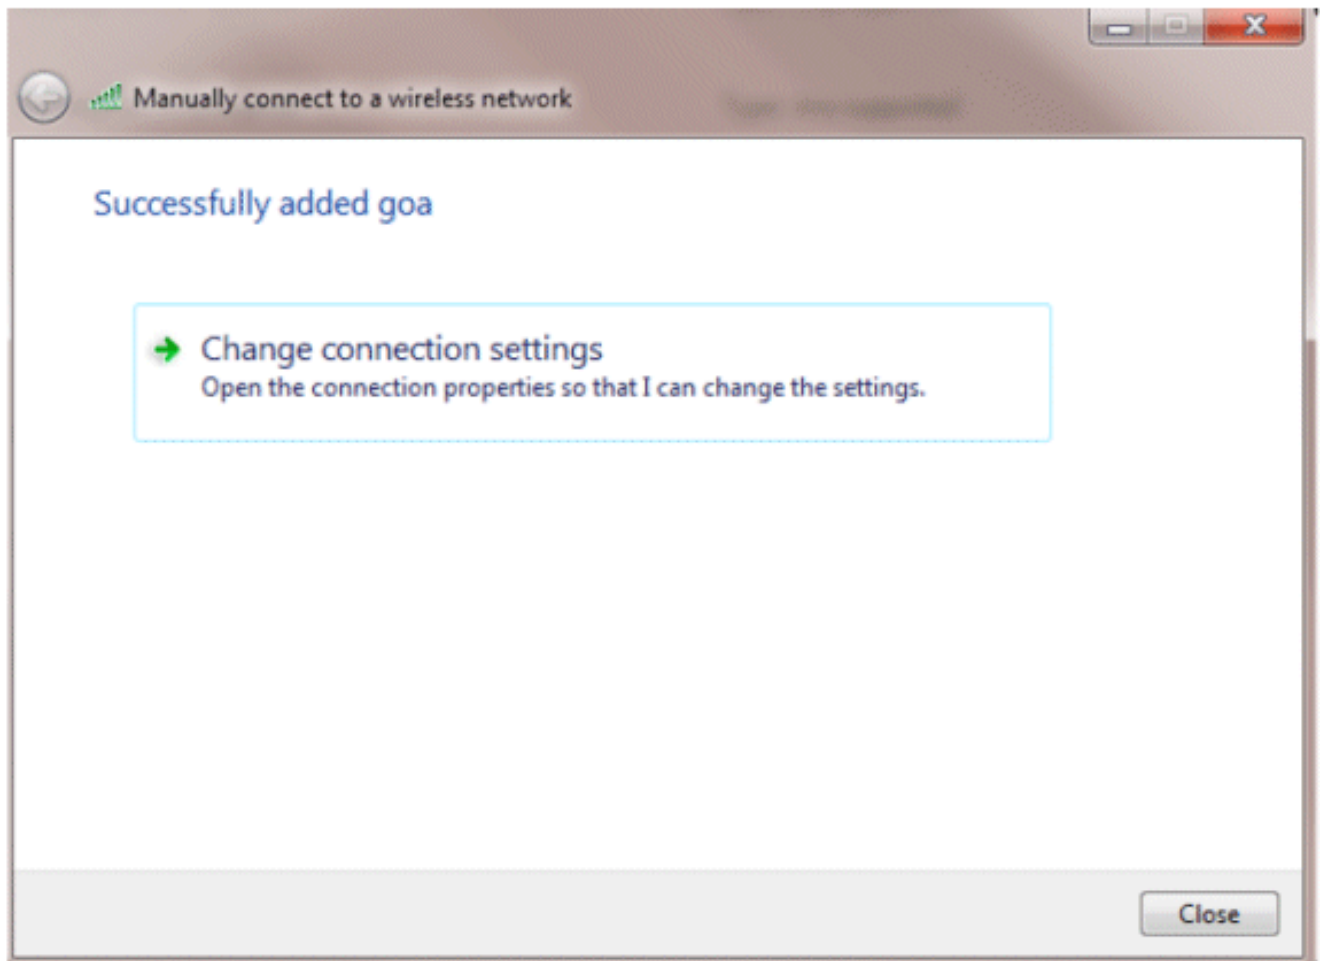 Manually connect to a wireless network
Successfully added goa
Change connection settings
Open the connection properties so that I can change the settings.
Close